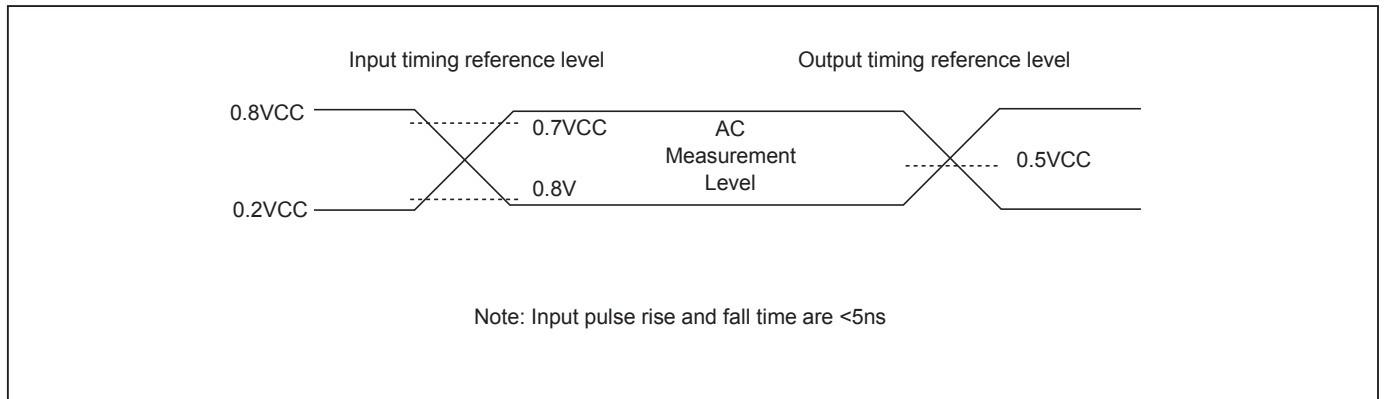 Input timing reference level
Output timing reference level
0.8VCC
0.7VCC
AC
Measurement
Level
0.5VCC
0.8V
0.2VCC
Note: Input pulse rise and fall time are <5ns